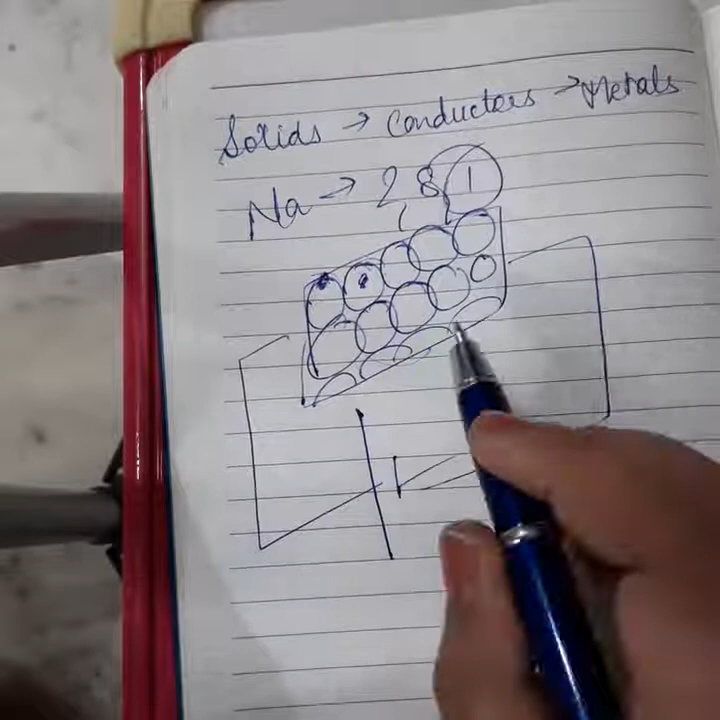 Solids → Conductors → Metals
Na → 2 8 1